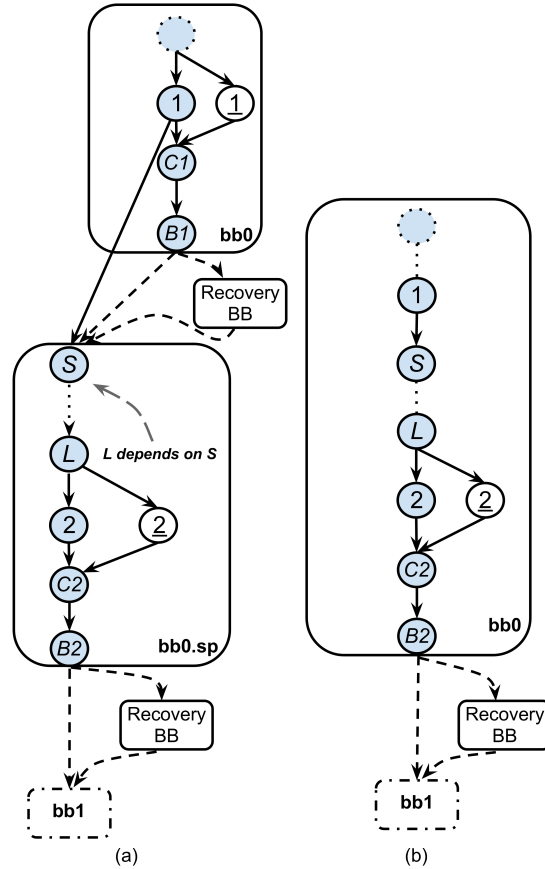 1
1
C1
B1
bb0
Recovery
BB
S
L depends on S
L
2
2
C2
B2
bb0.sp
Recovery
BB
bb1
(a)
1
S
L
2
2
C2
B2
bb0
Recovery
BB
bb1
(b)